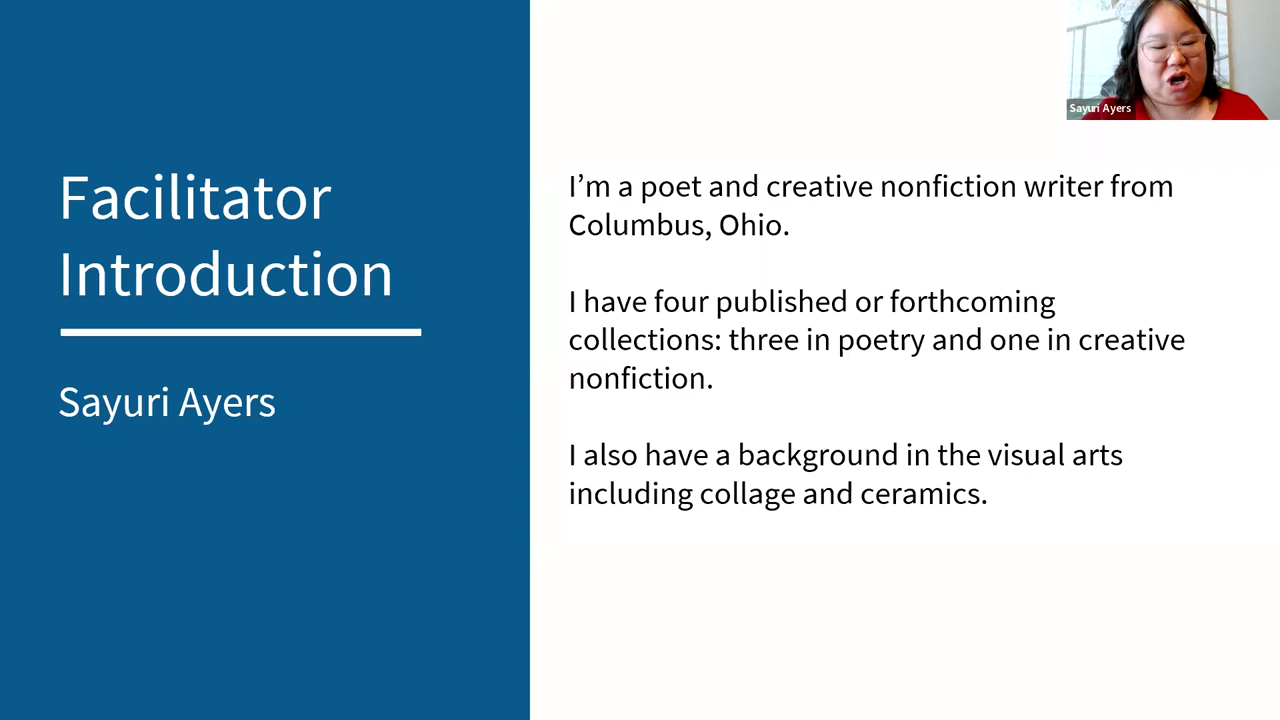 Facilitator
Introduction
Sayuri Ayers
I’m a poet and creative nonfiction writer from
Columbus, Ohio.
I have four published or forthcoming
collections: three in poetry and one in creative
nonfiction.
I also have a background in the visual arts
including collage and ceramics.
Sayuri Ayers